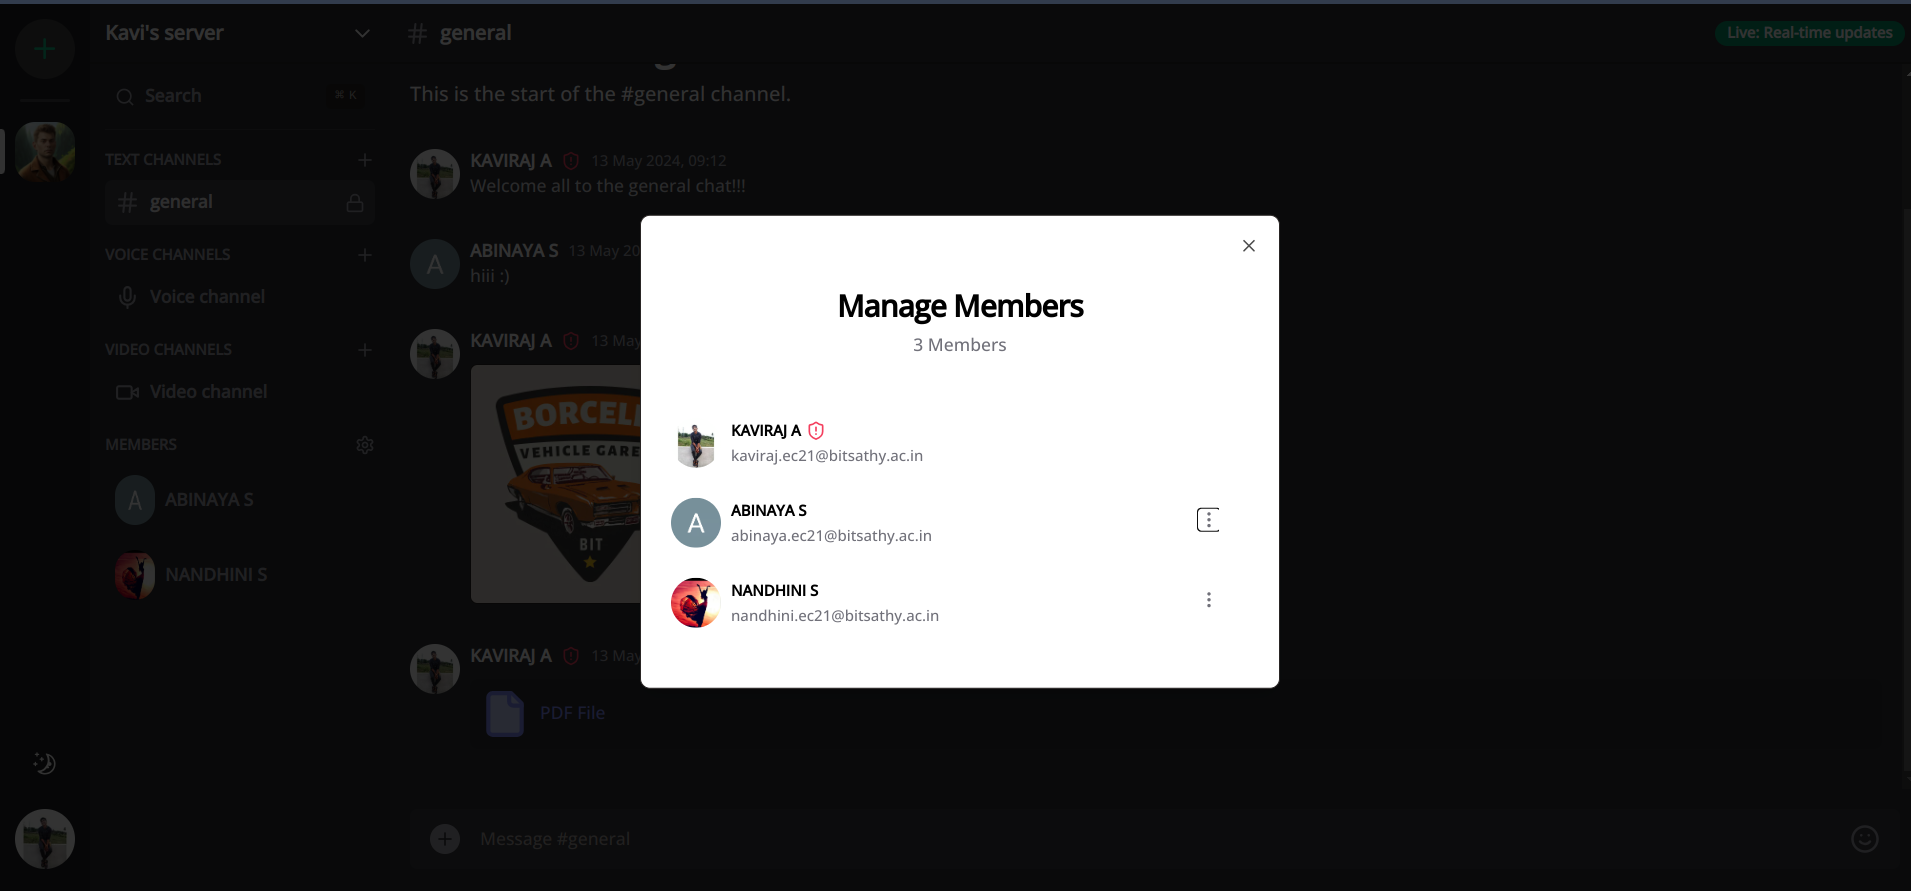 Kavi's server
Search
⌘ K
TEXT CHANNELS
general
VOICE CHANNELS
Voice channel
VIDEO CHANNELS
Video channel
MEMBERS
A
ABINAYA S
NANDHINI S
# general
Live: Real-time updates
This is the start of the #general channel.
KAVIRAJ A 13 May 2024, 09:12
Welcome all to the general chat!!!
A
ABINAYA S 13 May 20
hiii :)
KAVIRAJ A 13 May
BORCEL
VEHICLE GARE
BIT
KAVIRAJ A 13 May
PDF File
Message #general
Manage Members
3 Members
KAVIRAJ A
kaviraj.ec21@bitsathy.ac.in
A
ABINAYA S
abinaya.ec21@bitsathy.ac.in
NANDHINI S
nandhini.ec21@bitsathy.ac.in